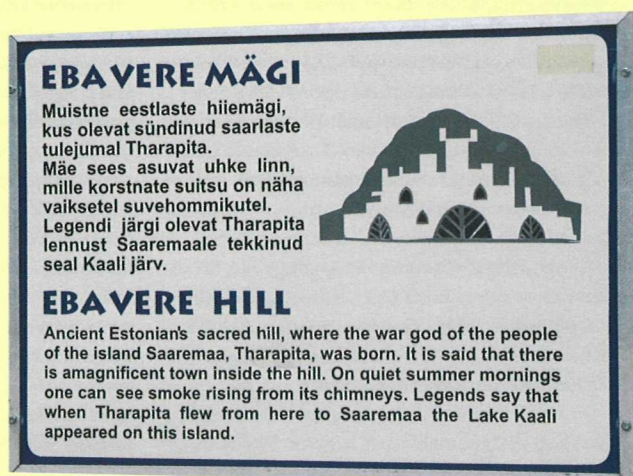 EBAVERE MÄGI
Muistne eestlaste hiiemägi,
kus olevat sündinud saarlaste
tulejumal Tharapita.
Mäe sees asuvat uhke linn,
mille korstnate suitsu on näha
vaiksetel suvehommikutel.
Legendi järgi olevat Tharapita
lennust Saaremaale tekkinud
seal Kaali järv.
EBAVERE HILL
Ancient Estonian's sacred hill, where the war god of the people
of the island Saaremaa, Tharapita, was born. It is said that there
is amagnificent town inside the hill. On quiet summer mornings
one can see smoke rising from its chimneys. Legends say that
when Tharapita flew from here to Saaremaa the Lake Kaali
appeared on this island.